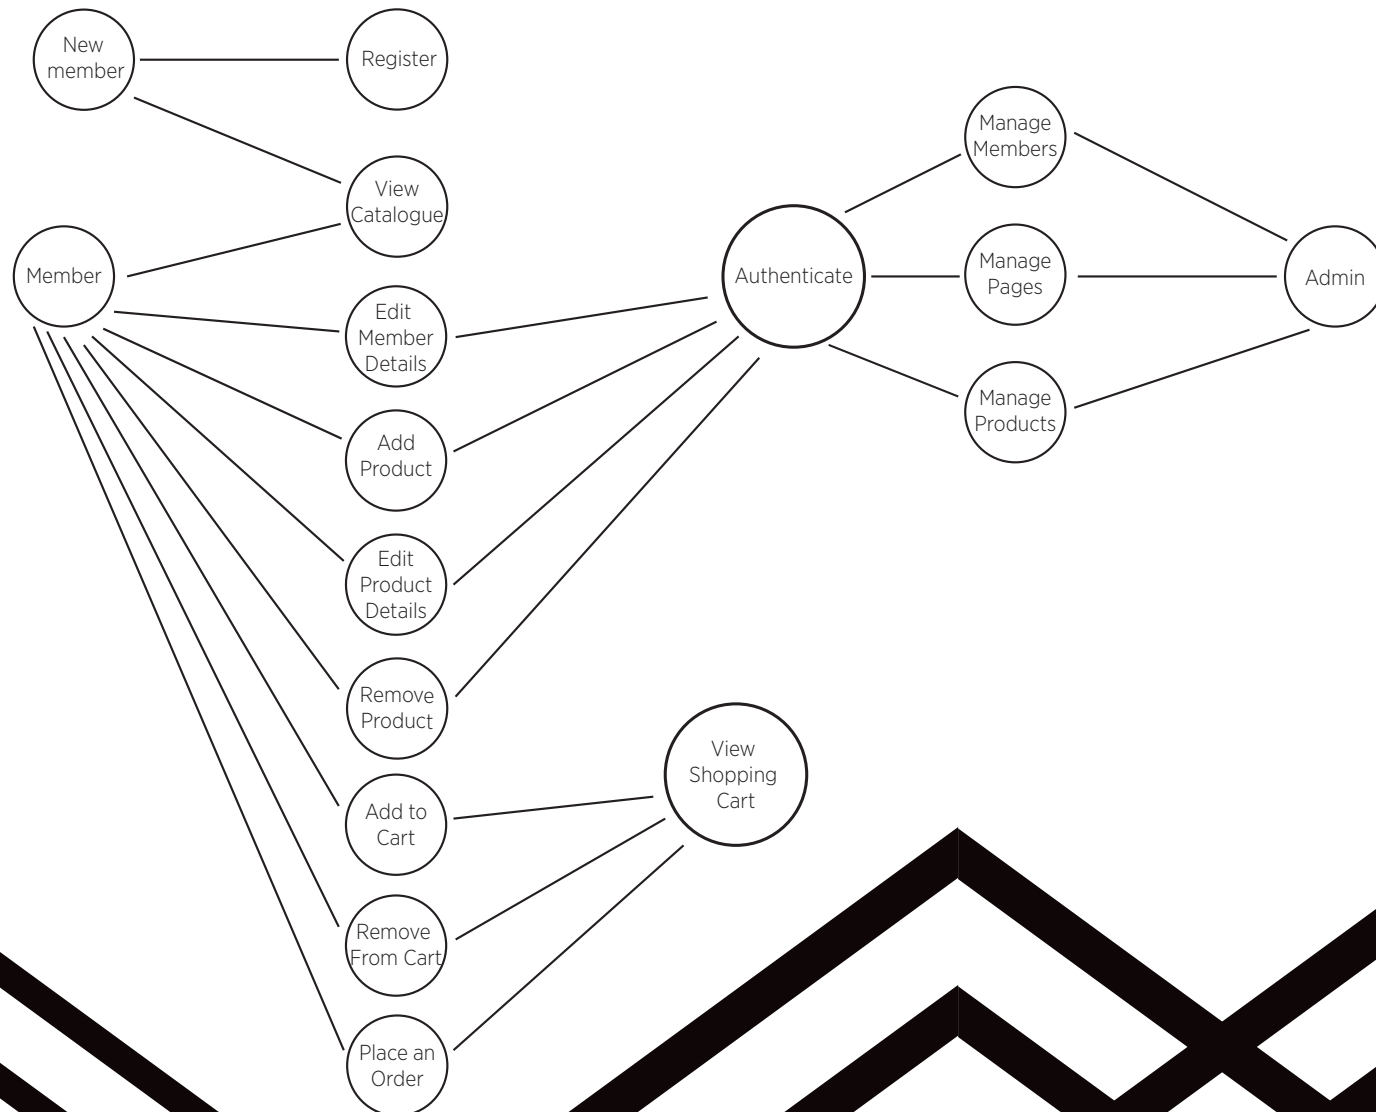 New
member
Register
View
Catalogue
Member
Edit
Member
Details
Add
Product
Edit
Product
Details
Remove
Product
Add to
Cart
Remove
From Cart
Place an
Order
Authenticate
View
Shopping
Cart
Manage
Members
Manage
Pages
Manage
Products
Admin